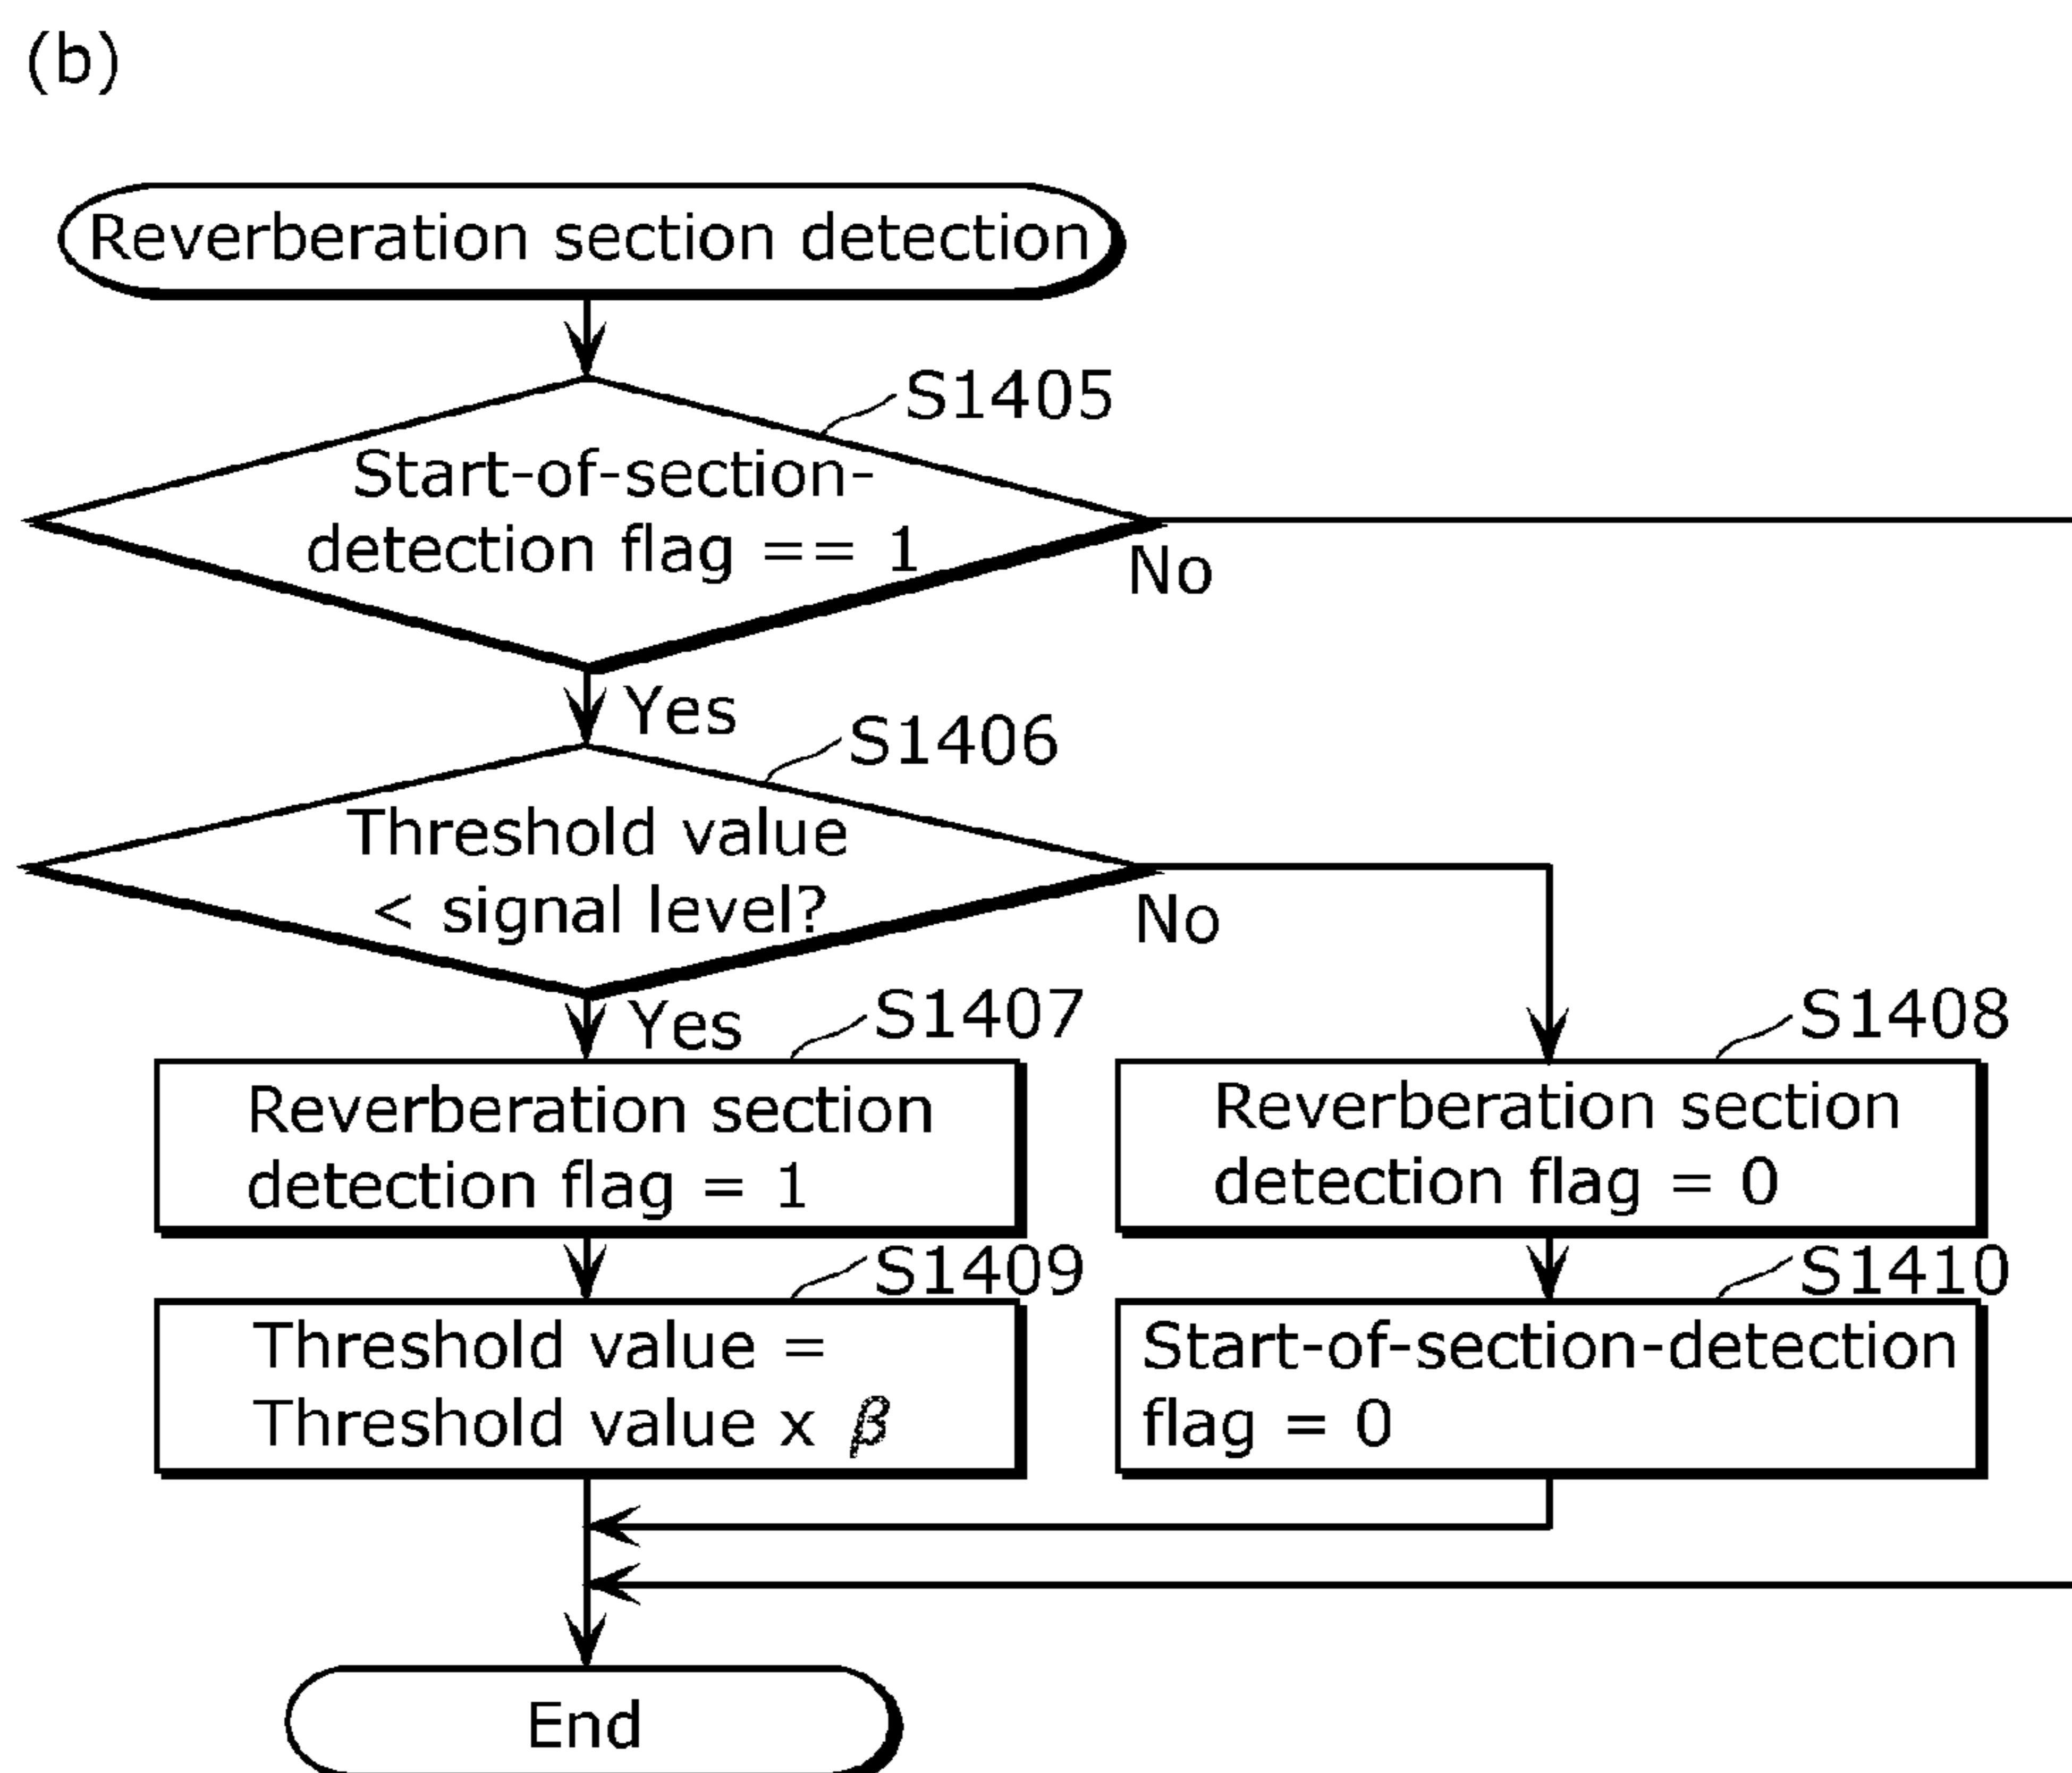 (b)
Reverberation section detection
S1405
Start-of-section-
detection flag == 1
No
Yes
S1406
Threshold value
< signal level?
No
Yes
S1407
S1408
Reverberation section
detection flag = 1
Reverberation section
detection flag = 0
S1409
S1410
Threshold value =
Threshold value x β
Start-of-section-detection
flag = 0
End